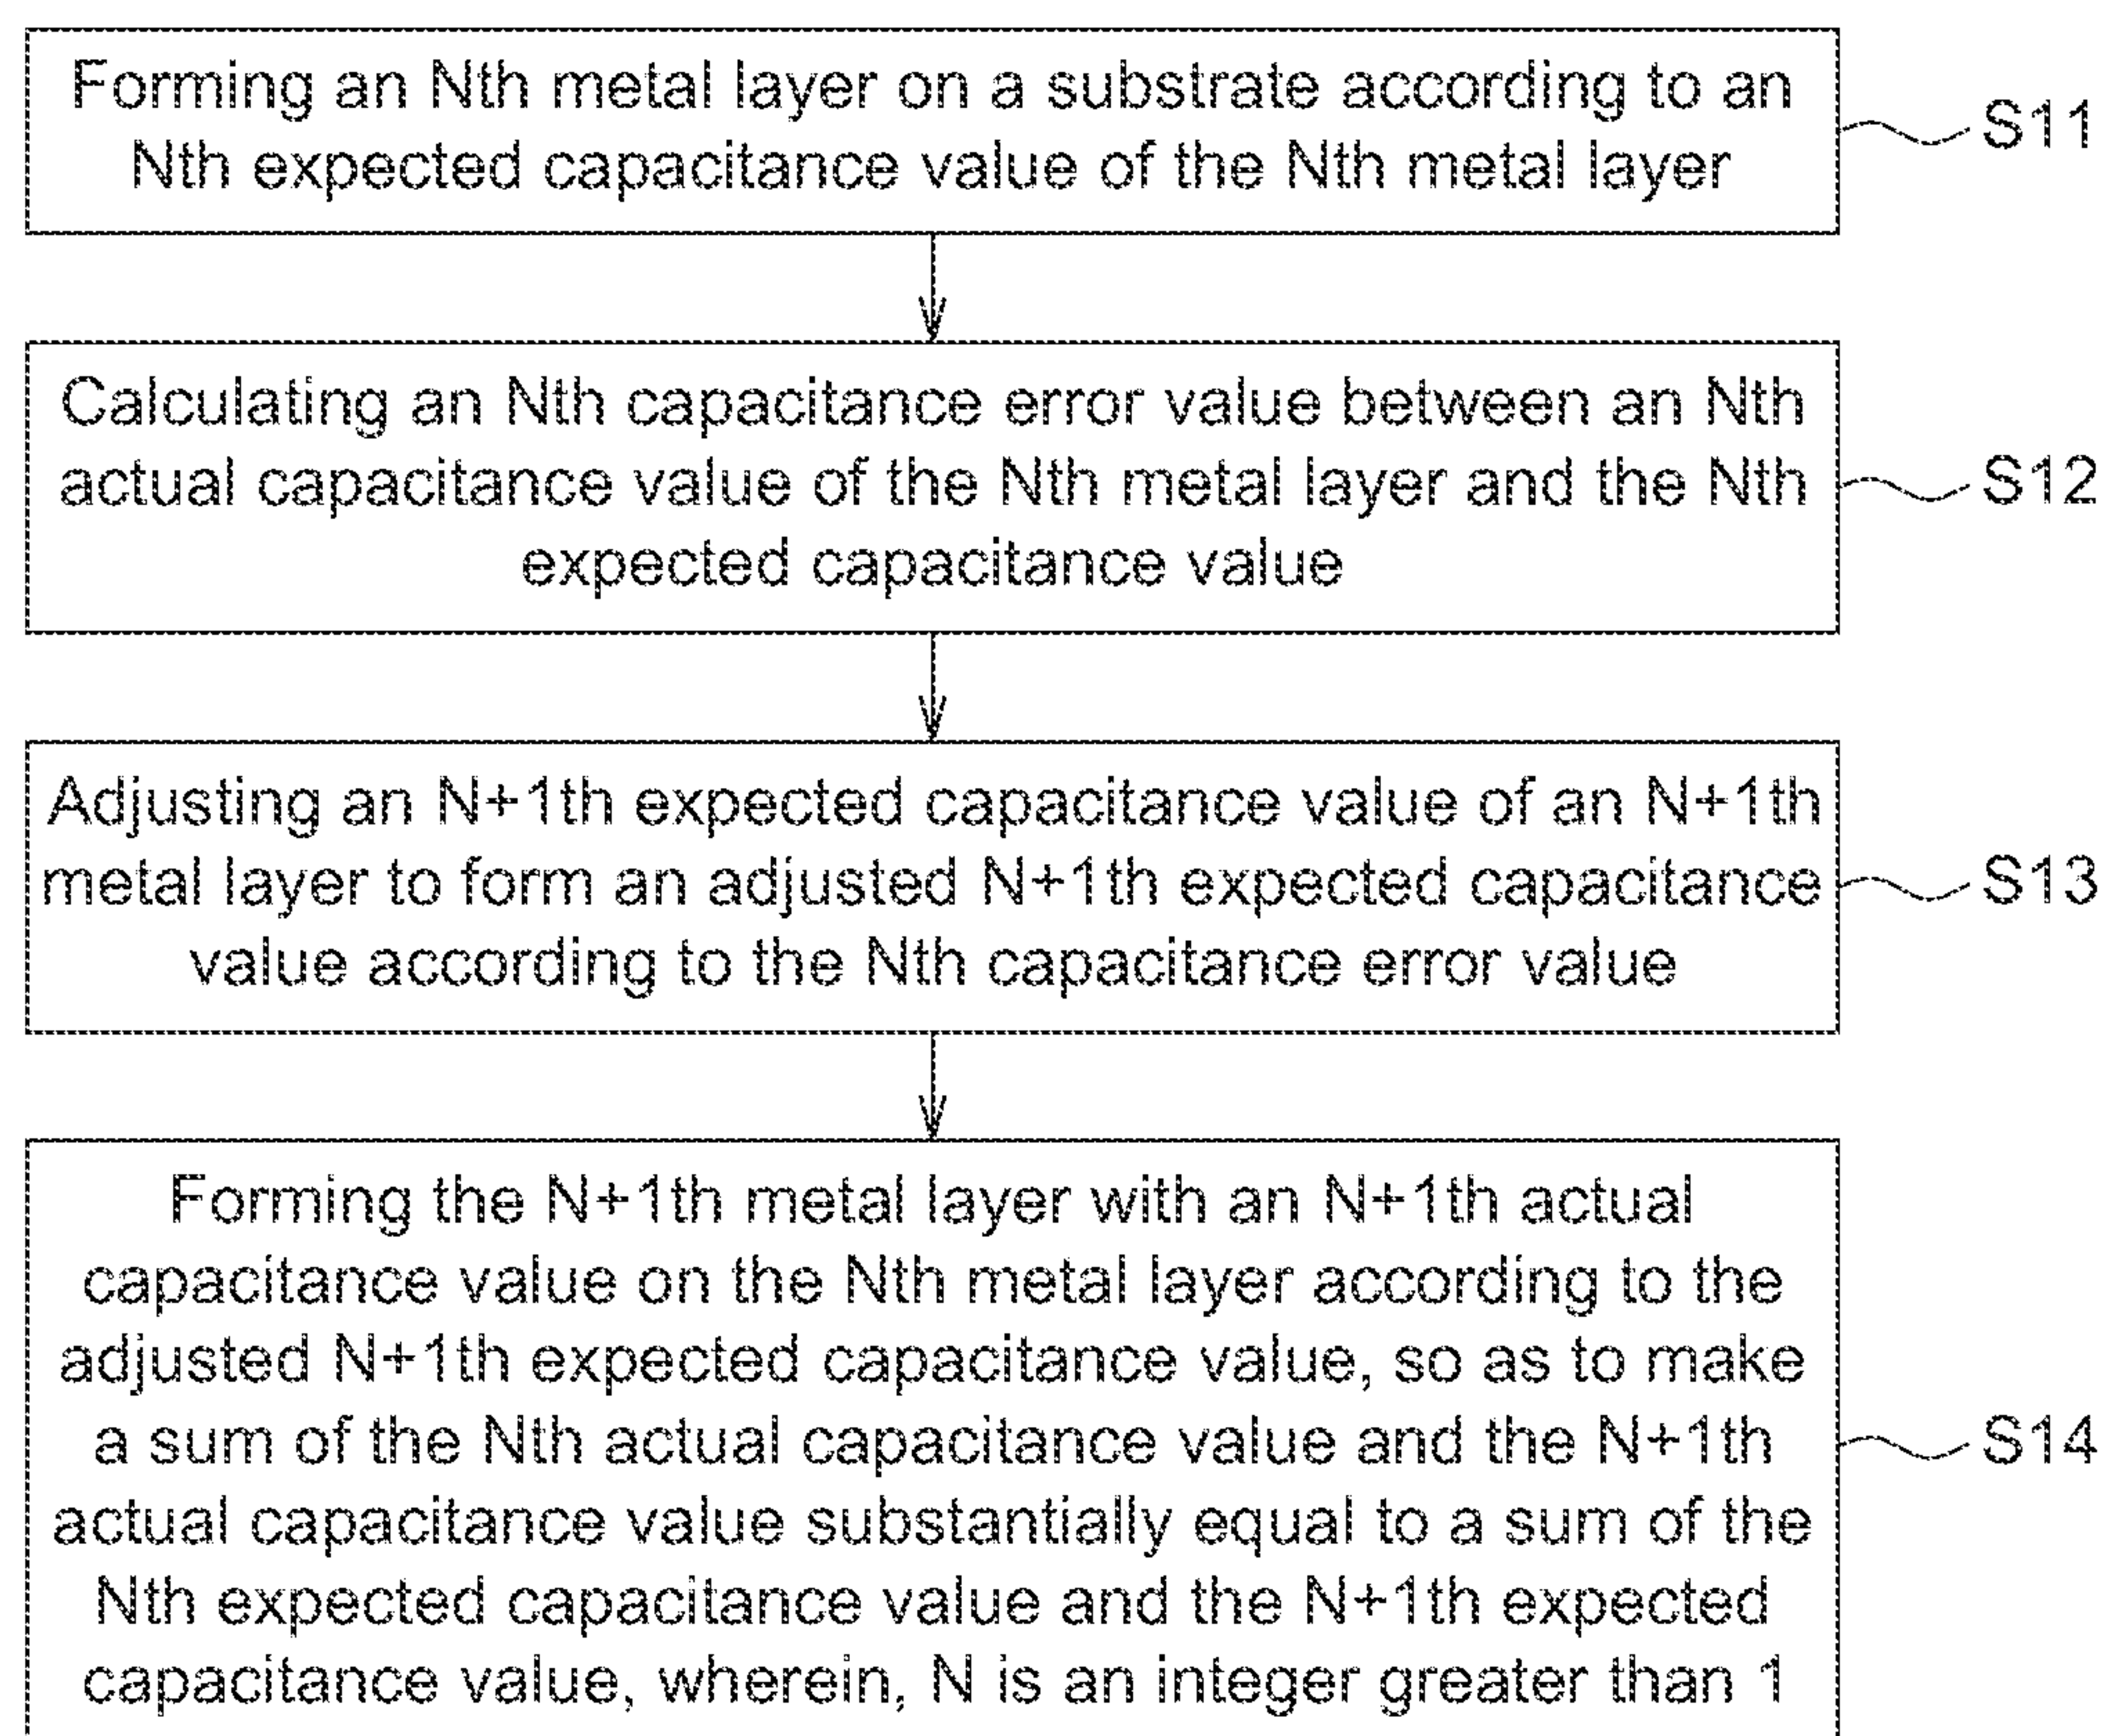 Forming an Nth metal layer on a substrate according to an
Nth expected capacitance value of the Nth metal layer
S11
Calculating an Nth capacitance error value between an Nth
actual capacitance value of the Nth metal layer and the Nth
expected capacitance value
S12
Adjusting an N+1th expected capacitance value of an N+1th
metal layer to form an adjusted N+1th expected capacitance
value according to the Nth capacitance error value
S13
Forming the N+1th metal layer with an N+1th actual
capacitance value on the Nth metal layer according to the
adjusted N+1th expected capacitance value, so as to make
a sum of the Nth actual capacitance value and the N+1th
actual capacitance value substantially equal to a sum of the
Nth expected capacitance value and the N+1th expected
capacitance value, wherein, N is an integer greater than 1
S14